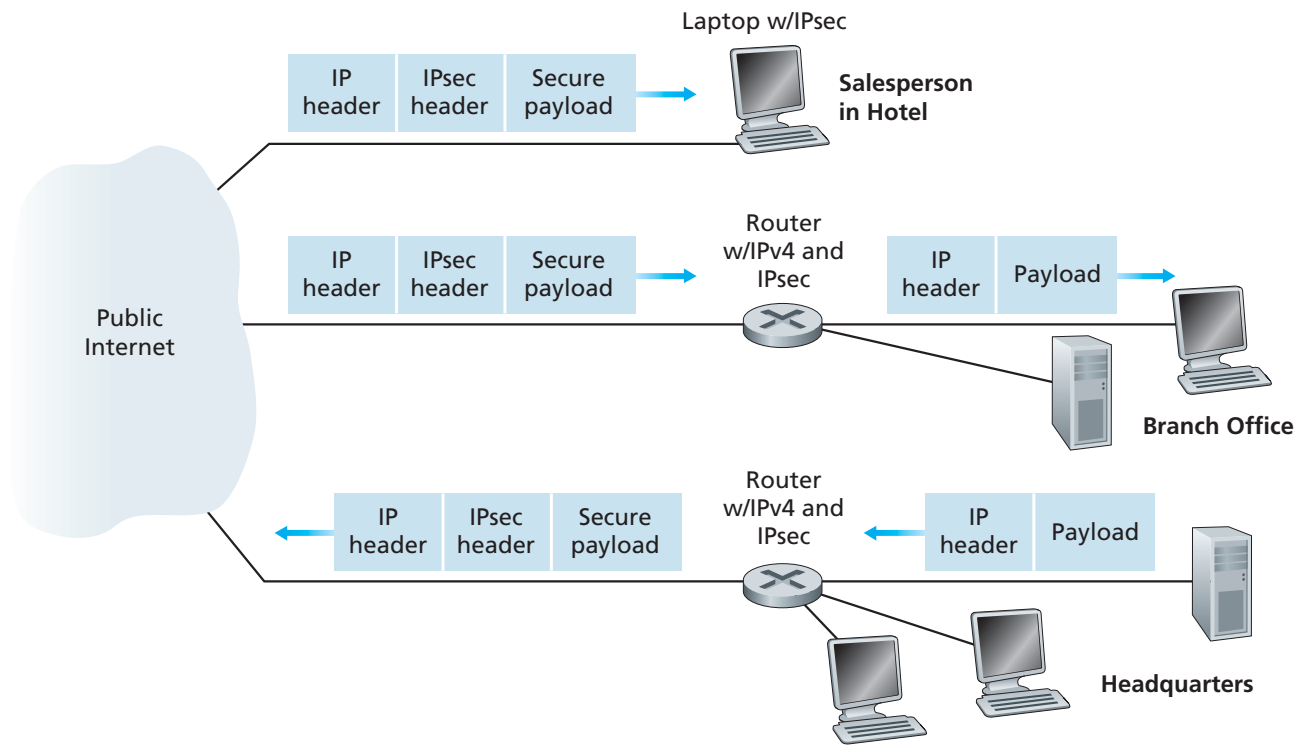 Laptop w/IPsec
IP
header
IPsec
header
Secure
payload
Salesperson
in Hotel
Public
Internet
IP
header
IPsec
header
Secure
payload
Router
w/IPv4 and
IPsec
IP
header
Payload
Branch Office
IP
header
IPsec
header
Secure
payload
Router
w/IPv4 and
IPsec
IP
header
Payload
Headquarters